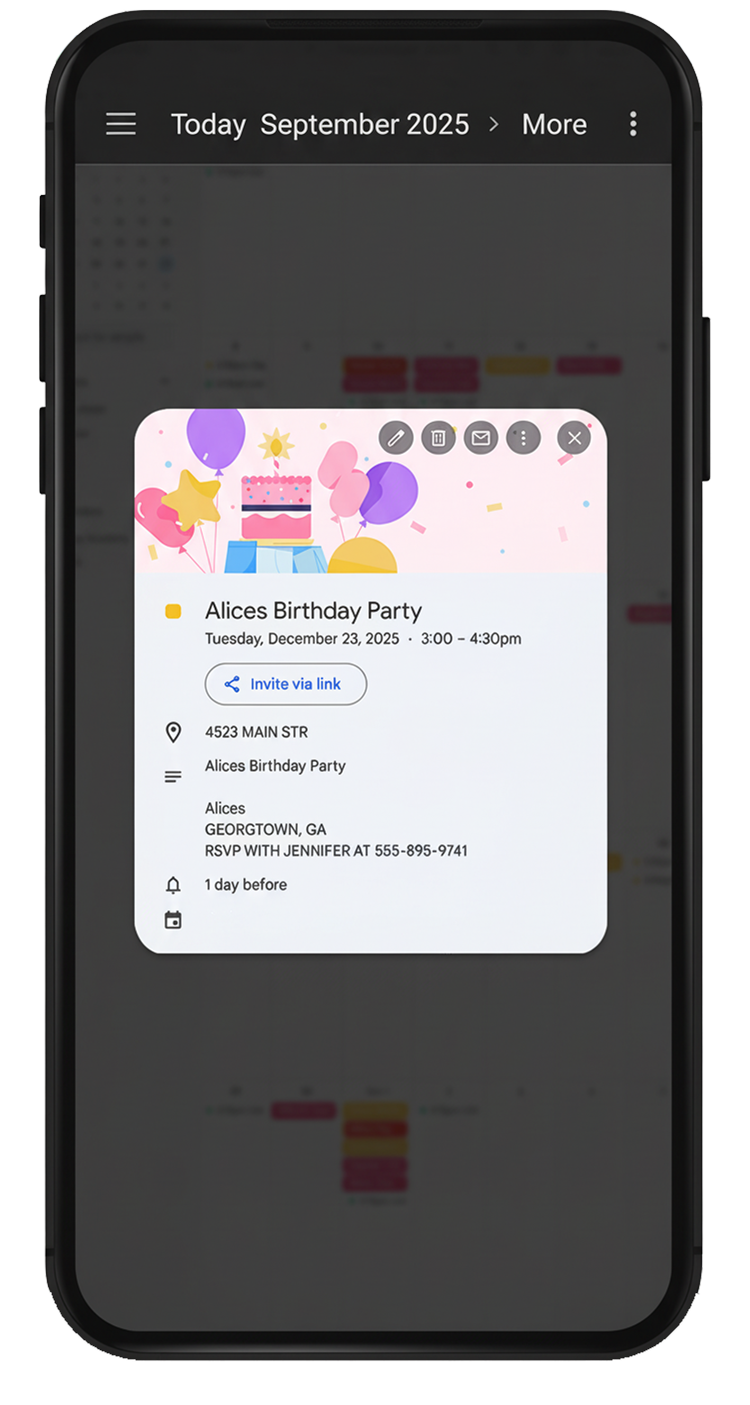 Today September 2025 > More
Alices Birthday Party
Tuesday, December 23, 2025 · 3:00 – 4:30pm
Invite via link
4523 MAIN STR
Alices Birthday Party
Alices
GEORGTOWN, GA
RSVP WITH JENNIFER AT 555-895-9741
1 day before